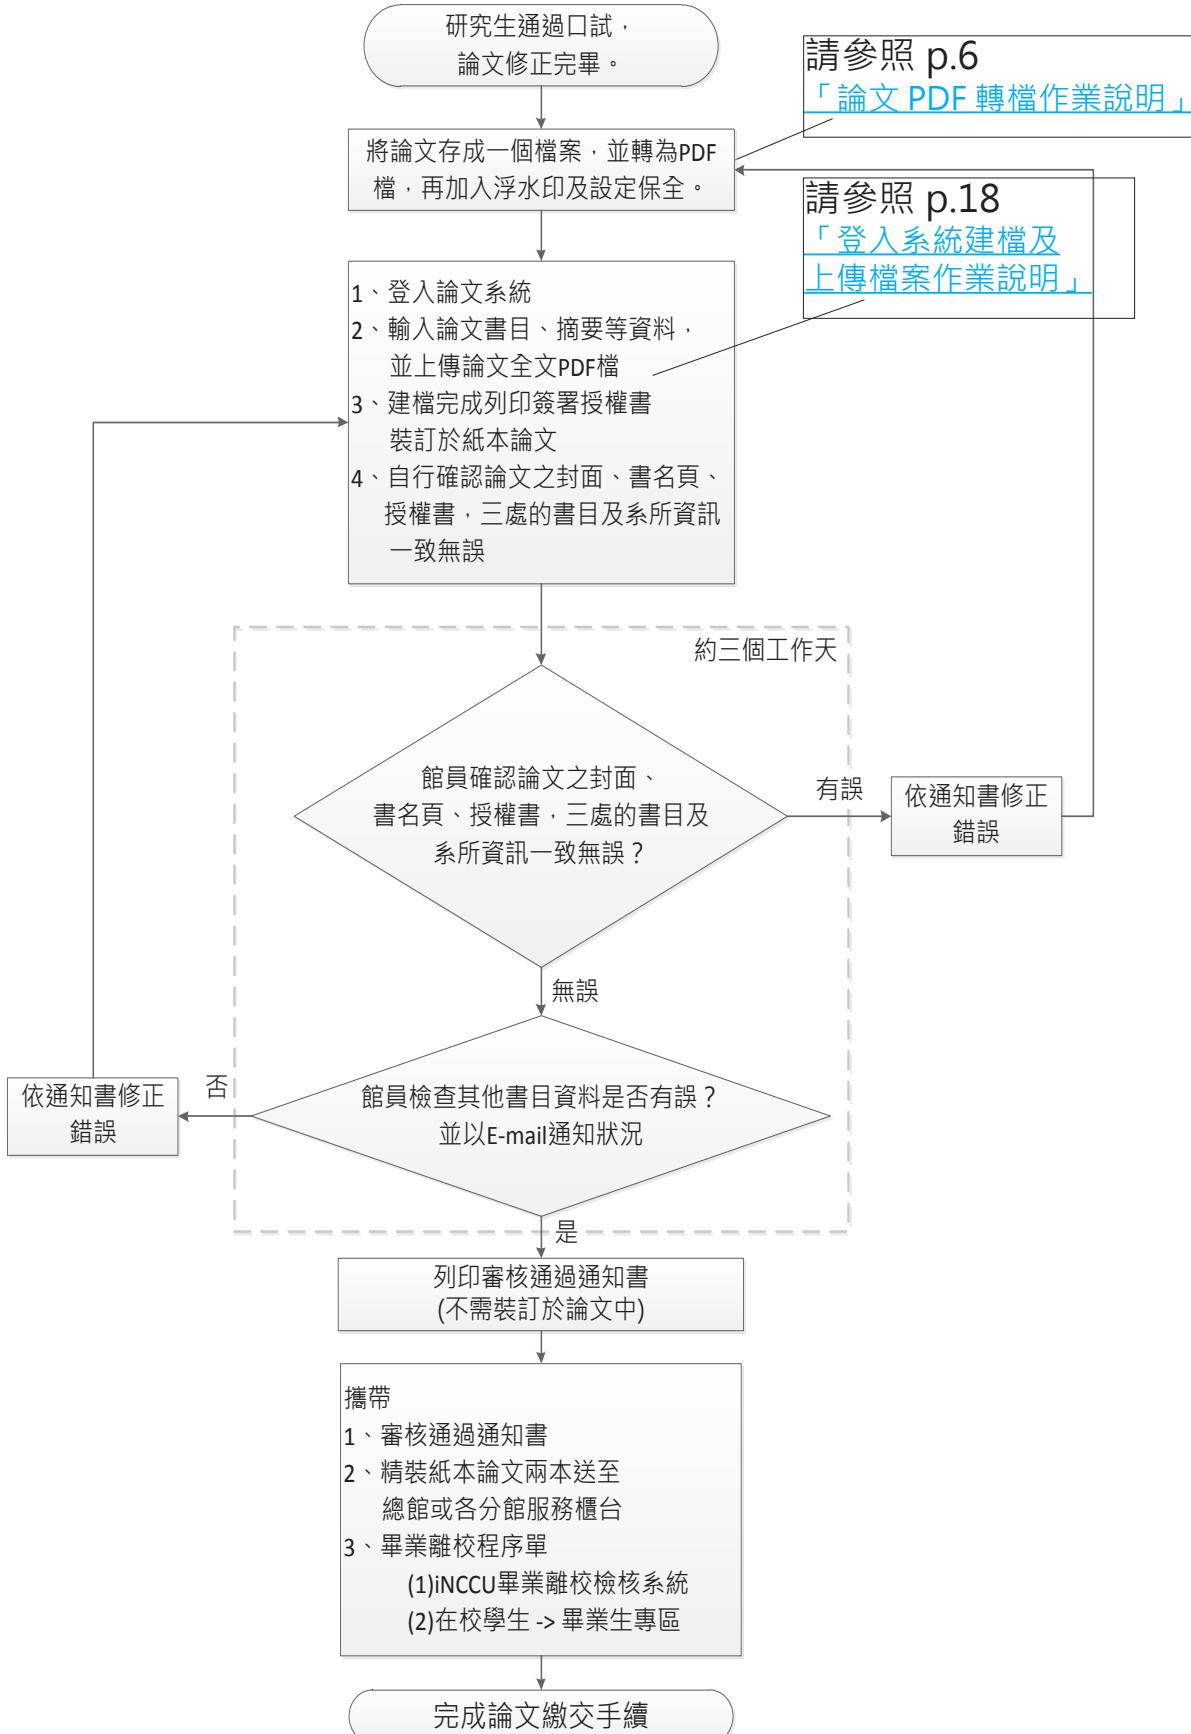 研究生通過口試，
論文修正完畢。
請參照 p.6
「論文 PDF 轉檔作業說明」
將論文存成一個檔案，並轉為PDF
檔，再加入浮水印及設定保全。
請參照 p.18
「登入系統建檔及
上傳檔案作業說明」
1、登入論文系統
2、輸入論文書目、摘要等資料，
並上傳論文全文PDF檔
3、建檔完成列印簽署授權書
裝訂於紙本論文
4、自行確認論文之封面、書名頁、
授權書，三處的書目及系所資訊
一致無誤
約三個工作天
館員確認論文之封面、
書名頁、授權書，三處的書目及
系所資訊一致無誤？
有誤
依通知書修正
錯誤
無誤
館員檢查其他書目資料是否有誤？
並以E-mail通知狀況
否
依通知書修正
錯誤
是
列印審核通過通知書
(不需裝訂於論文中)
攜帶
1、審核通過通知書
2、精裝紙本論文兩本送至
總館或各分館服務櫃台
3、畢業離校程序單
(1)iNCCU畢業離校檢核系統
(2)在校學生 -> 畢業生專區
完成論文繳交手續